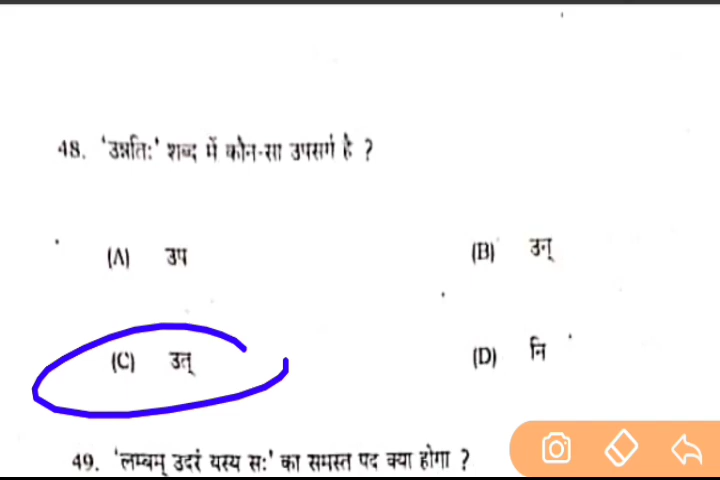 48. 'उन्नतिः' शब्द में कौन-सा उपसर्ग है ?
(A) उप
(B) उन्
(C) उत्
(D) नि
49. 'लम्बम् उदरं यस्य सः' का समस्त पद क्या होगा ?